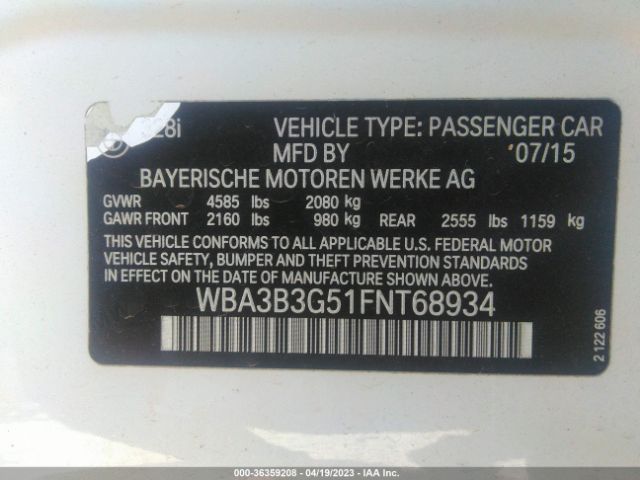 28i VEHICLE TYPE: PASSENGER CAR
MFD BY 07/15
BAYERISCHE MOTOREN WERKE AG
GVWR 4585 lbs 2080 kg
GAWR FRONT 2160 lbs 980 kg REAR 2555 lbs 1159 kg
THIS VEHICLE CONFORMS TO ALL APPLICABLE U.S. FEDERAL MOTOR
VEHICLE SAFETY, BUMPER AND THEFT PREVENTION STANDARDS
IN EFFECT ON THE DATE OF MANUFACTURE SHOWN ABOVE.
WBA3B3G51FNT68934
2 122 606
000-36359208 - 04/19/2023 - IAA Inc.